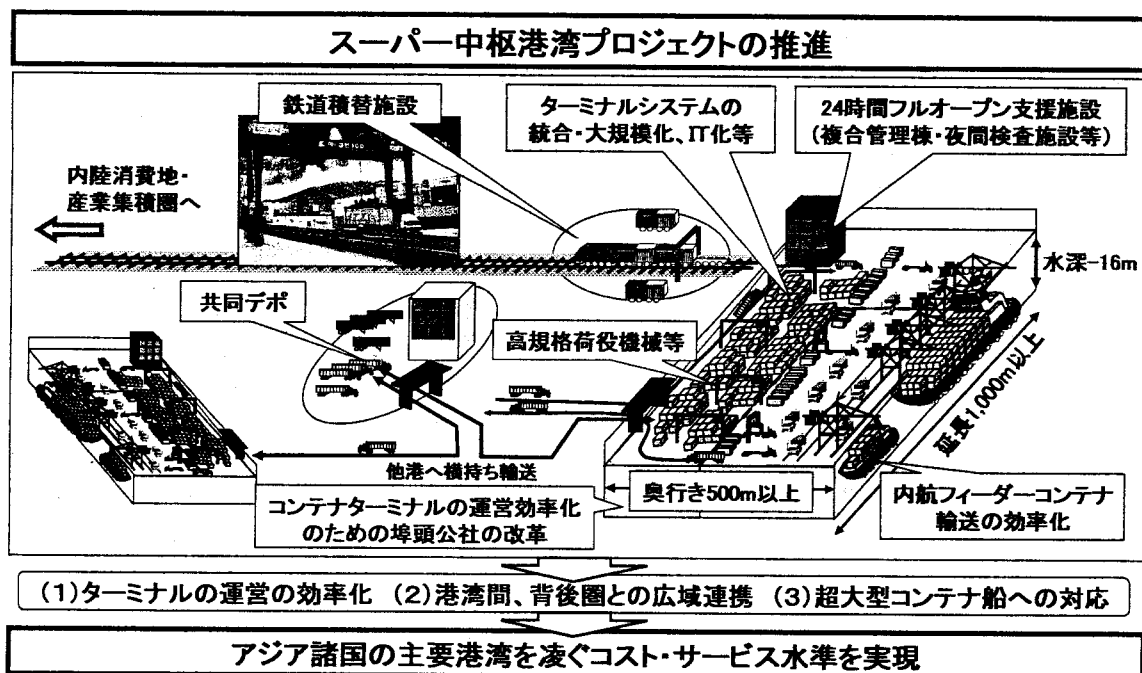 スーパー中枢港湾プロジェクトの推進
鉄道積替施設
ターミナルシステムの
統合・大規模化、IT化等
24時間フルオープン支援施設
(複合管理棟・夜間検査施設等)
内陸消費地・
産業集積圏へ
水深-16m
共同デポ
高規格荷役機械等
延長1,000m以上
他港へ横持ち輸送
奥行き500m以上
コンテナターミナルの運営効率化
のための埠頭公社の改革
内航フィーダーコンテナ
輸送の効率化
(1)ターミナルの運営の効率化 (2)港湾間、背後圏との広域連携 (3)超大型コンテナ船への対応
アジア諸国の主要港湾を凌ぐコスト・サービス水準を実現